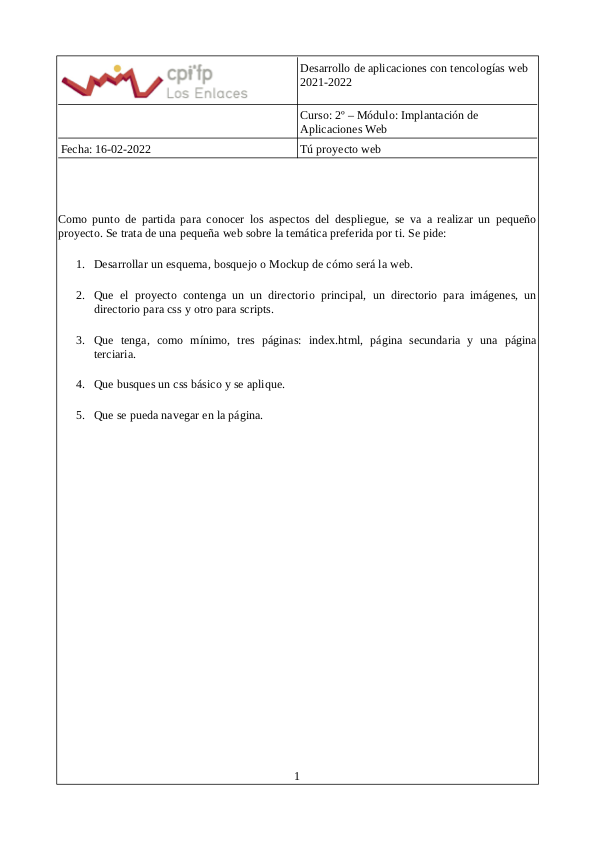 cpi'fp
Los Enlaces
Desarrollo de aplicaciones con tencologías web
2021-2022
Curso: 2º – Módulo: Implantación de
Aplicaciones Web
Fecha: 16-02-2022
Tú proyecto web
Como punto de partida para conocer los aspectos del despliegue, se va a realizar un pequeño
proyecto. Se trata de una pequeña web sobre la temática preferida por ti. Se pide:
1. Desarrollar un esquema, bosquejo o Mockup de cómo será la web.
2. Que el proyecto contenga un un directorio principal, un directorio para imágenes, un
directorio para css y otro para scripts.
3. Que tenga, como mínimo, tres páginas: index.html, página secundaria y una página
terciaria.
4. Que busques un css básico y se aplique.
5. Que se pueda navegar en la página.
1